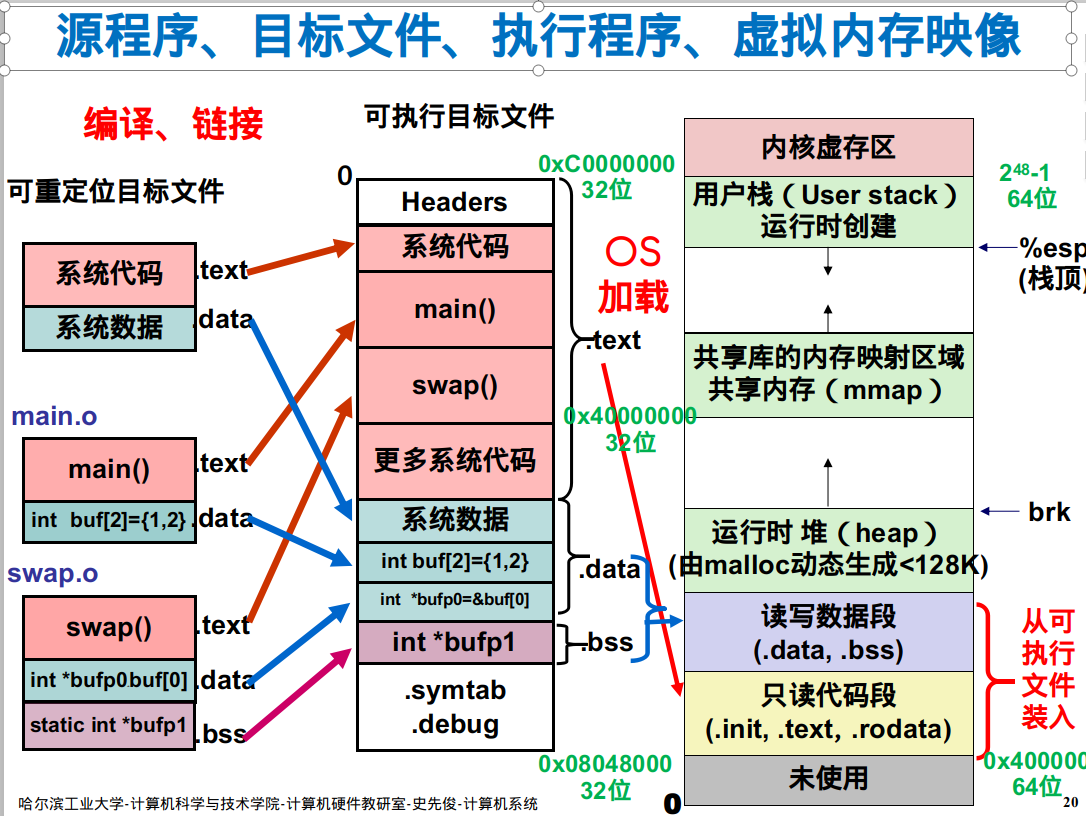 源程序、目标文件、执行程序、虚拟内存映像
编译、链接
可重定位目标文件
系统代码
.text
系统数据
.data
main.o
main()
.text
int buf[2]={1,2}
.data
swap.o
swap()
.text
int *bufp0
buf[0]
.data
static int *bufp1
.bss
可执行目标文件
0
Headers
系统代码
main()
swap()
更多系统代码
系统数据
int buf[2]={1,2}
int *bufp0=&buf[0]
int *bufp1
.symtab
.debug
.text
.data
.bss
OS
加载
0xC0000000
32位
0x40000000
32位
0x08048000
32位
内核虚存区
用户栈（User stack）
运行时创建
共享库的内存映射区域
共享内存（mmap）
运行时 堆（heap）
(由malloc动态生成<128K)
读写数据段
(.data, .bss)
只读代码段
(.init, .text, .rodata)
未使用
0
2⁴⁸-1
64位
%esp
(栈顶)
brk
从可
执行
文件
装入
0x400000
64位
哈尔滨工业大学-计算机科学与技术学院-计算机硬件教研室-史先俊-计算机系统
20